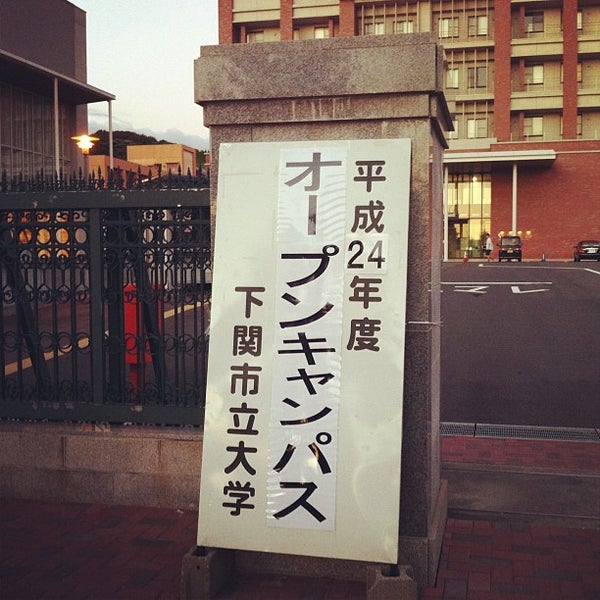 平成24年度
オープンキャンパス
下関市立大学